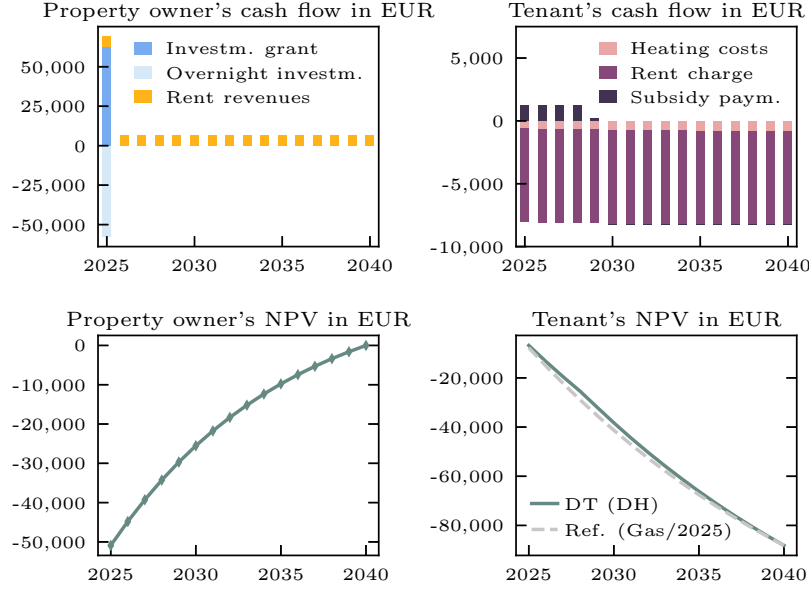 Property owner's cash flow in EUR
50,000
25,000
0
-25,000
-50,000
Investm. grant
Overnight investm.
Rent revenues
2025
2030
2035
2040
Tenant's cash flow in EUR
5,000
0
-5,000
-10,000
Heating costs
Rent charge
Subsidy paym.
2025
2030
2035
2040
Property owner's NPV in EUR
0
-10,000
-20,000
-30,000
-40,000
-50,000
2025
2030
2035
2040
Tenant's NPV in EUR
-20,000
-40,000
-60,000
-80,000
DT (DH)
Ref. (Gas/2025)
2025
2030
2035
2040